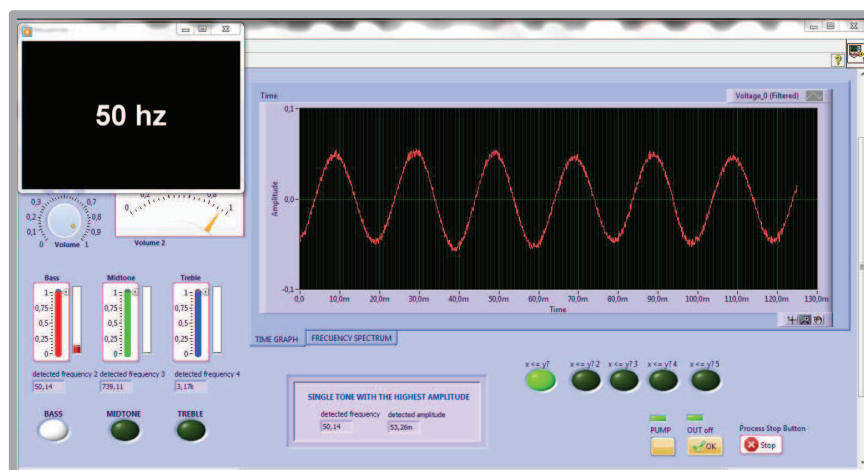 50 hz
Time
Voltage_0 (Filtered)
0,1
0,0
-0,1
Amplitude
0,0 10,0m 20,0m 30,0m 40,0m 50,0m 60,0m 70,0m 80,0m 90,0m 100,0m 110,0m 120,0m 130,0m
Time
0,3 0,7
0,2 0,8
0,1 0,9
0 Volume 1
0 0,2 0,8 1
Volume 2
TIME GRAPH FRECUENCY SPECTRUM
Bass Midtone Treble
1 1 1
0,75 0,75 0,75
0,5 0,5 0,5
0,25 0,25 0,25
0 0 0
detected frequency 2 detected frequency 3 detected frequency 4
50,14 739,11 3,17k
BASS MIDTONE TREBLE
SINGLE TONE WITH THE HIGHEST AMPLITUDE
detected frequency detected amplitude
50,14 53,26m
x <= y? x <= y? 2 x <= y? 3 x <= y? 4 x <= y? 5
PUMP OUT off Process Stop Button
OK Stop